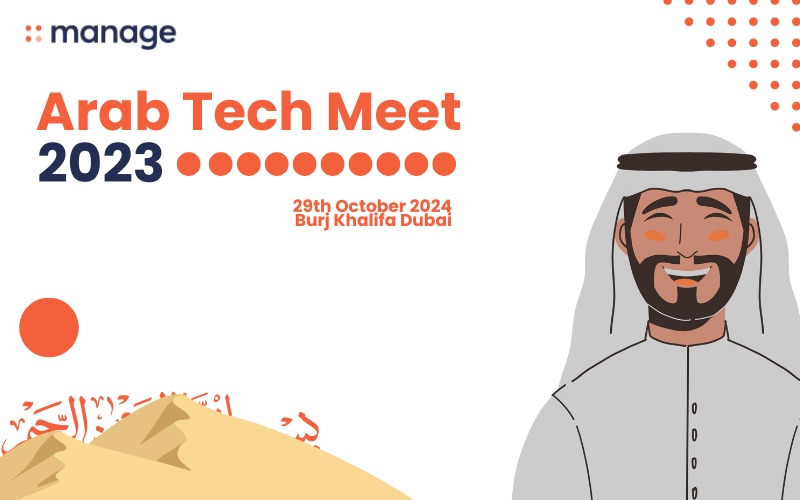 manage
Arab Tech Meet
2023
29th October 2024
Burj Khalifa Dubai